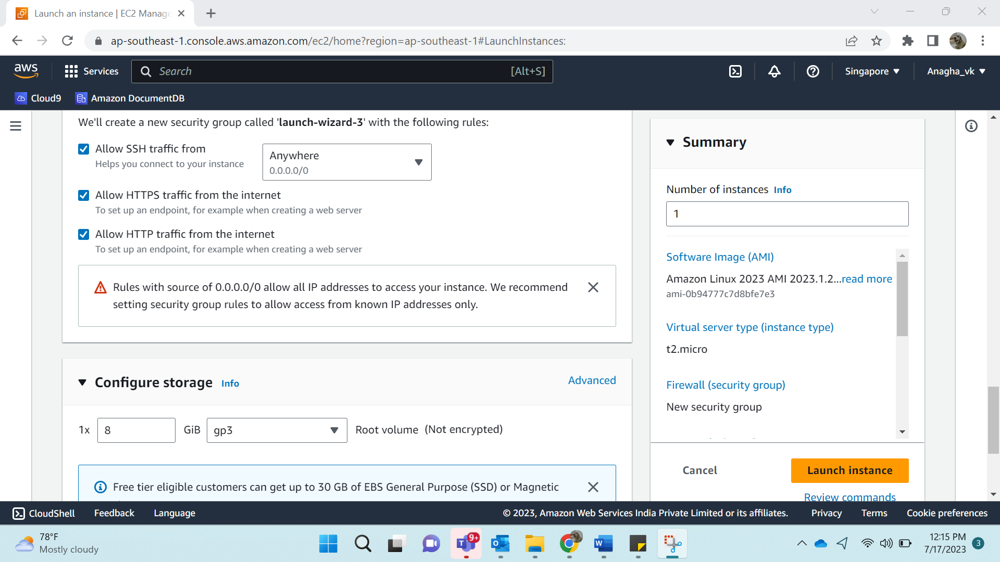 Launch an instance | EC2 Manage
ap-southeast-1.console.aws.amazon.com/ec2/home?region=ap-southeast-1#LaunchInstances:
aws
Services
Search
[Alt+S]
Singapore
Anagha_vk
Cloud9
Amazon DocumentDB
We'll create a new security group called 'launch-wizard-3' with the following rules:
Allow SSH traffic from
Helps you connect to your instance
Anywhere
0.0.0.0/0
Allow HTTPS traffic from the internet
To set up an endpoint, for example when creating a web server
Allow HTTP traffic from the internet
To set up an endpoint, for example when creating a web server
Rules with source of 0.0.0.0/0 allow all IP addresses to access your instance. We recommend
setting security group rules to allow access from known IP addresses only.
Configure storage Info
Advanced
1x
8
GiB
gp3
Root volume (Not encrypted)
Free tier eligible customers can get up to 30 GB of EBS General Purpose (SSD) or Magnetic
Summary
Number of instances Info
1
Software Image (AMI)
Amazon Linux 2023 AMI 2023.1.2...read more
ami-0b94777c7d8bfe7e3
Virtual server type (instance type)
t2.micro
Firewall (security group)
New security group
Cancel
Launch instance
Review commands
CloudShell
Feedback
Language
© 2023, Amazon Web Services India Private Limited or its affiliates.
Privacy
Terms
Cookie preferences
78°F
Mostly cloudy
9+
12:15 PM
7/17/2023
3